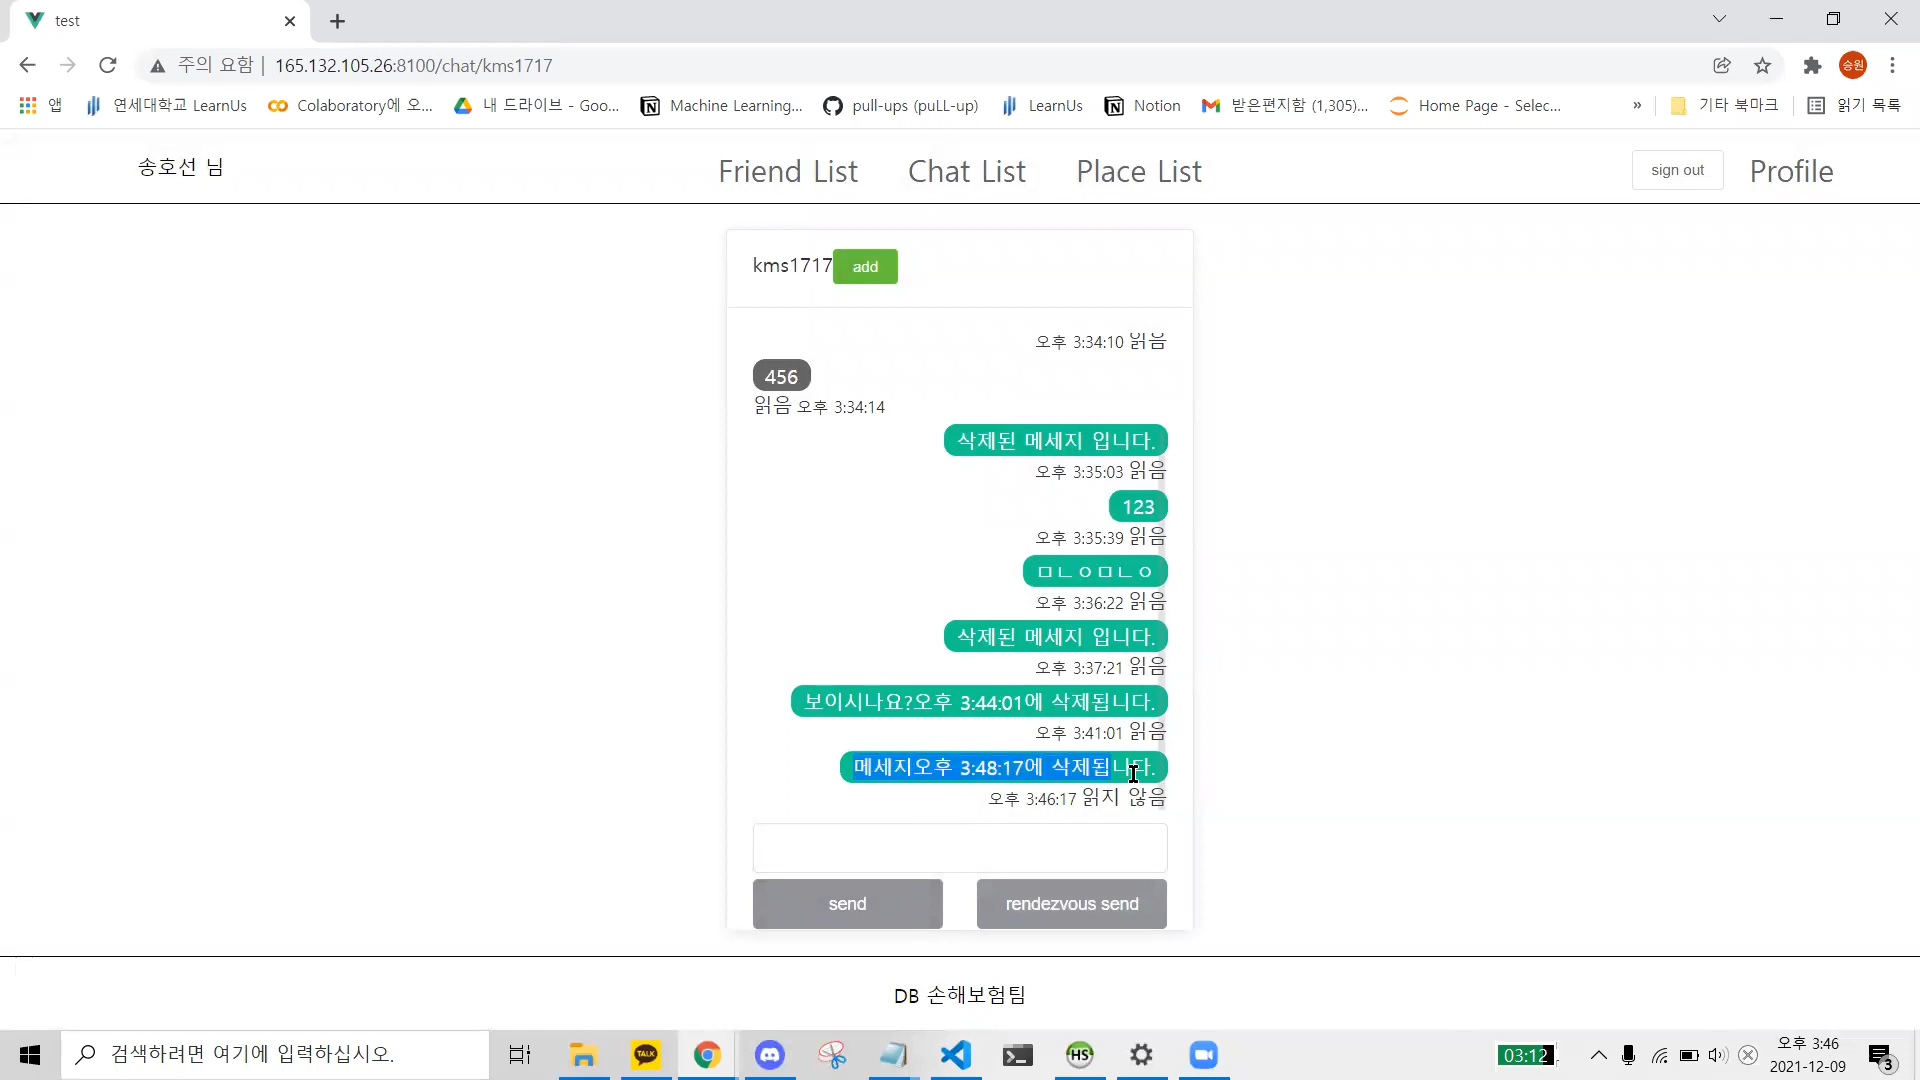 test
주의 요함 | 165.132.105.26:8100/chat/kms1717
승원
앱 연세대학교 LearnUs Colaboratory에 오... 내 드라이브 - Goo... Machine Learning... pull-ups (puLL-up) LearnUs Notion 받은편지함 (1,305)... Home Page - Selec... » 기타 북마크 읽기 목록
송호선 님 Friend List Chat List Place List sign out Profile
kms1717 add
오후 3:34:10 읽음
456
읽음 오후 3:34:14
삭제된 메세지 입니다.
오후 3:35:03 읽음
123
오후 3:35:39 읽음
ㅁㄴㅇㅁㄴㅇ
오후 3:36:22 읽음
삭제된 메세지 입니다.
오후 3:37:21 읽음
보이시나요?오후 3:44:01에 삭제됩니다.
오후 3:41:01 읽음
메세지오후 3:48:17에 삭제됩니다.
오후 3:46:17 읽지 않음
send rendezvous send
DB 손해보험팀
검색하려면 여기에 입력하십시오.
TALK
HS
03:12
오후 3:46
2021-12-09
3